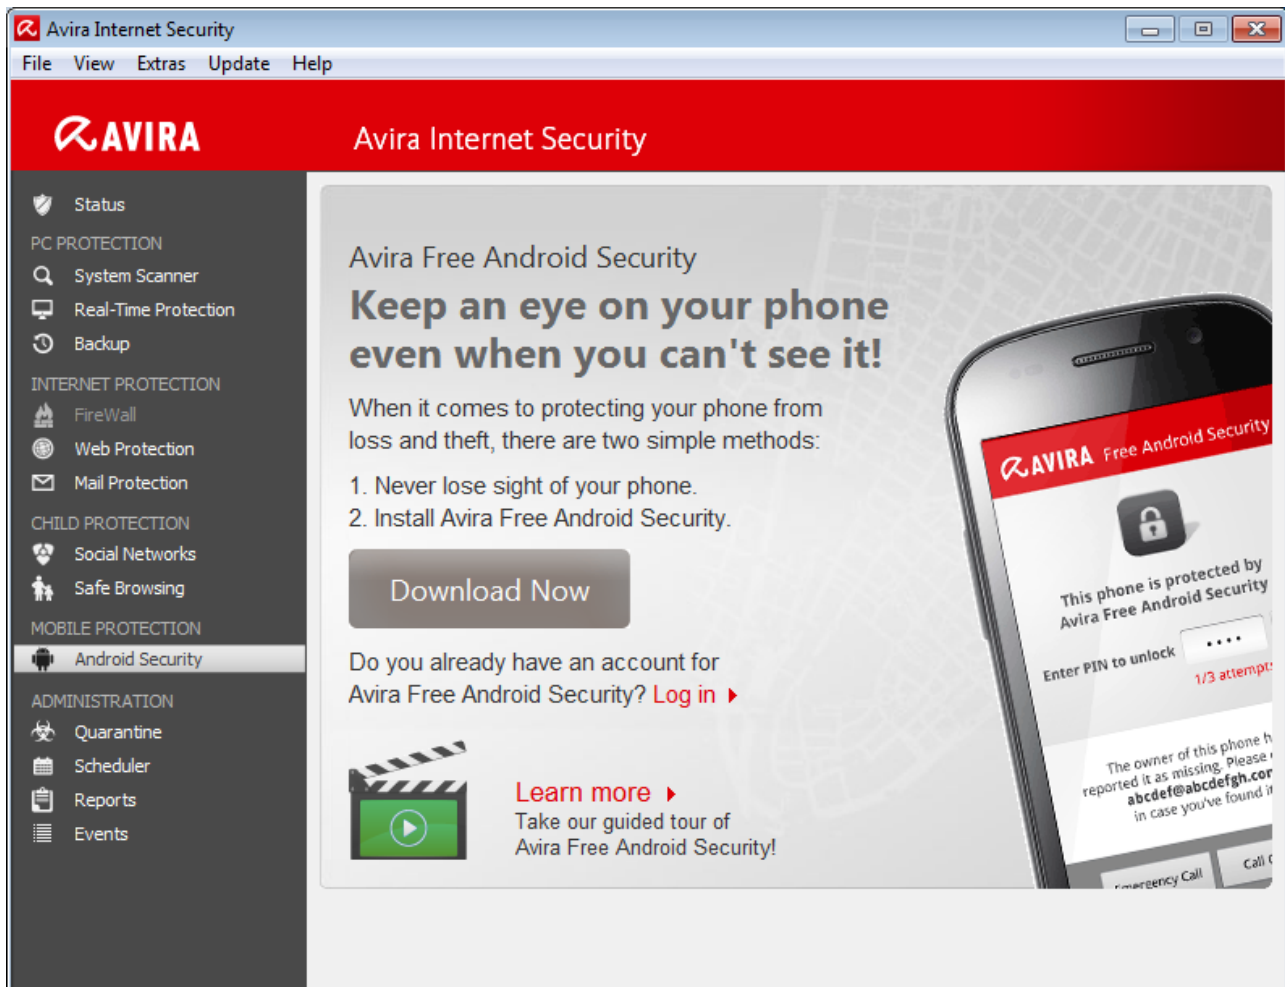 Avira Internet Security
File View Extras Update Help
AVIRA
Avira Internet Security
Status
PC PROTECTION
System Scanner
Real-Time Protection
Backup
INTERNET PROTECTION
FireWall
Web Protection
Mail Protection
CHILD PROTECTION
Social Networks
Safe Browsing
MOBILE PROTECTION
Android Security
ADMINISTRATION
Quarantine
Scheduler
Reports
Events
Avira Free Android Security
Keep an eye on your phone
even when you can't see it!
When it comes to protecting your phone from
loss and theft, there are two simple methods:
1. Never lose sight of your phone.
2. Install Avira Free Android Security.
Download Now
Do you already have an account for
Avira Free Android Security? Log in
Learn more
Take our guided tour of
Avira Free Android Security!
AVIRA Free Android Security
This phone is protected by
Avira Free Android Security
Enter PIN to unlock
1/3 attempts
The owner of this phone
reported it as missing. Please
abcdef@abcdefgh.com
in case you've found it
Emergency Call
Call